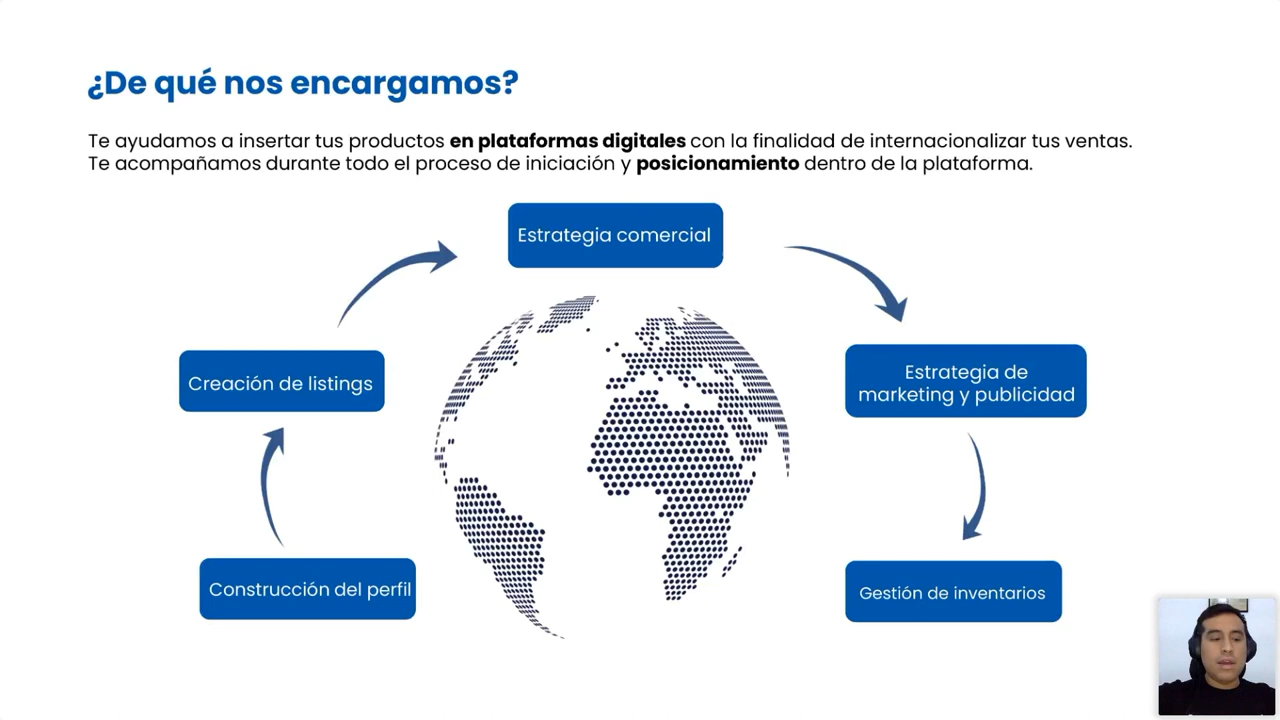 ¿De qué nos encargamos?
Te ayudamos a insertar tus productos en plataformas digitales con la finalidad de internacionalizar tus ventas.
Te acompañamos durante todo el proceso de iniciación y posicionamiento dentro de la plataforma.
Estrategia comercial
Creación de listings
Estrategia de
marketing y publicidad
Construcción del perfil
Gestión de inventarios